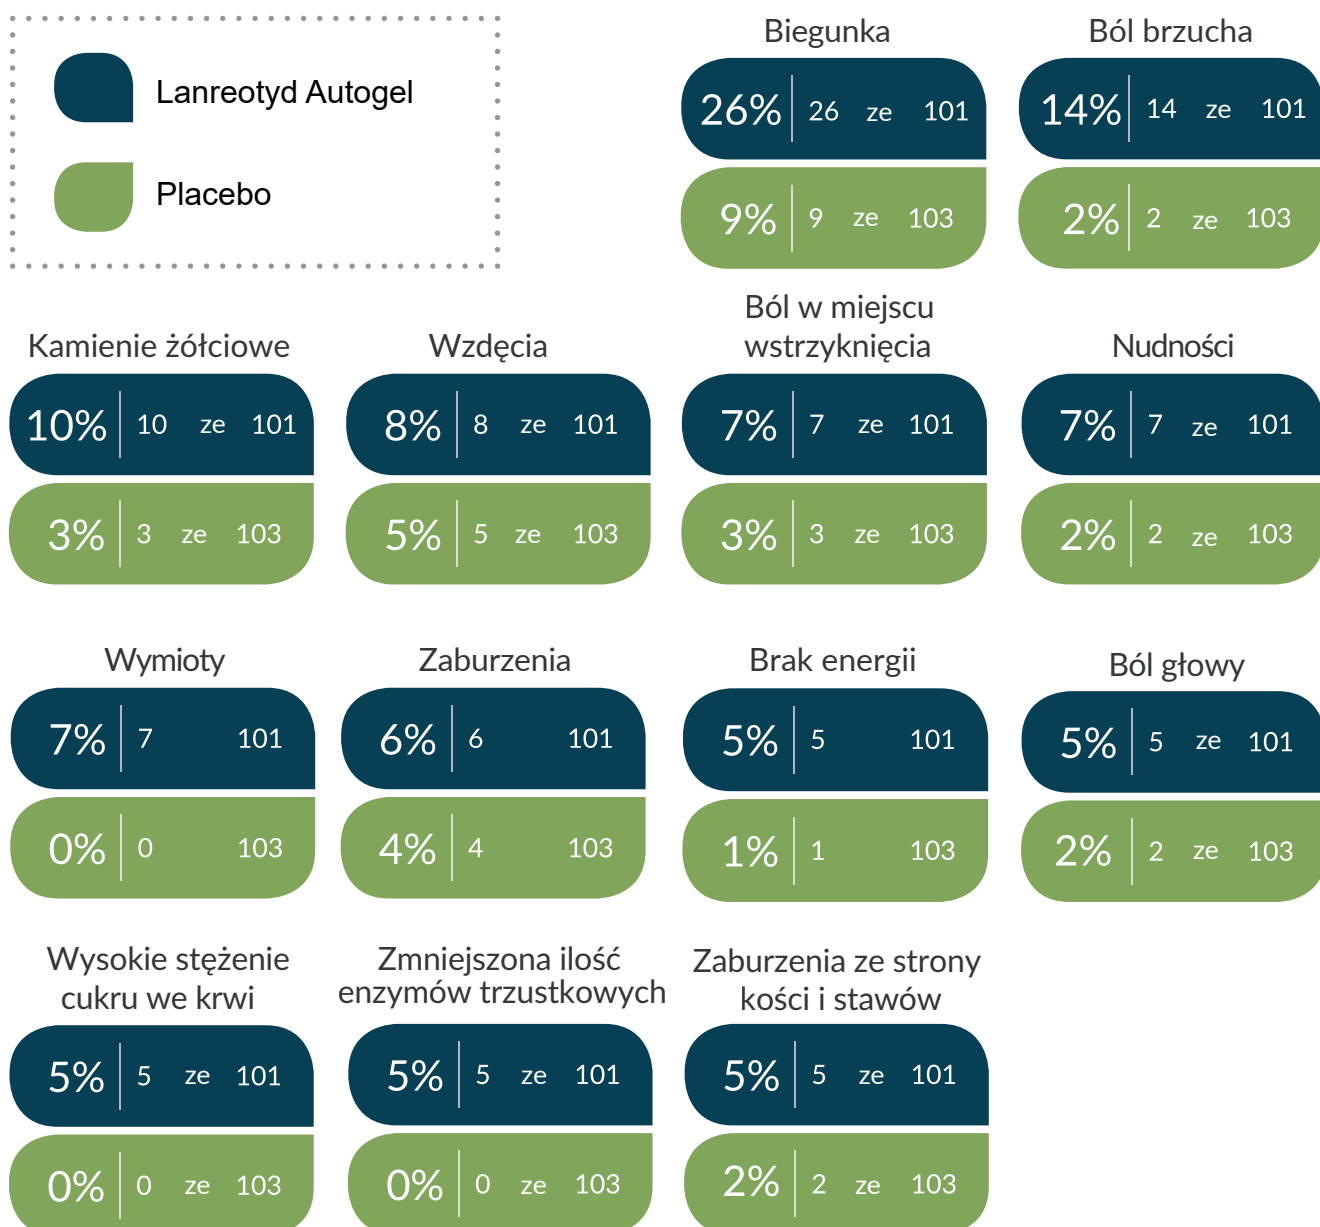 Lanreotyd Autogel
Placebo
Biegunka
26% 26 ze 101
9% 9 ze 103
Ból brzucha
14% 14 ze 101
2% 2 ze 103
Kamienie żółciowe
10% 10 ze 101
3% 3 ze 103
Wzdęcia
8% 8 ze 101
5% 5 ze 103
Ból w miejscu
wstrzyknięcia
7% 7 ze 101
3% 3 ze 103
Nudności
7% 7 ze 101
2% 2 ze 103
Wymioty
7% 7 101
0% 0 103
Zaburzenia
6% 6 101
4% 4 103
Brak energii
5% 5 101
1% 1 103
Ból głowy
5% 5 ze 101
2% 2 ze 103
Wysokie stężenie
cukru we krwi
5% 5 ze 101
0% 0 ze 103
Zmniejszona ilość
enzymów trzustkowych
5% 5 ze 101
0% 0 ze 103
Zaburzenia ze strony
kości i stawów
5% 5 ze 101
2% 2 ze 103